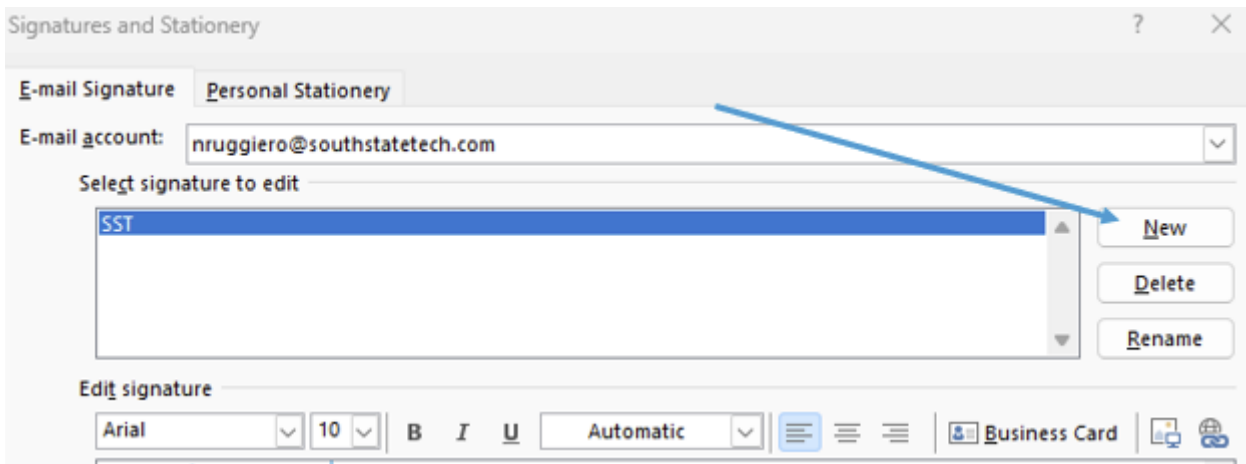 Signatures and Stationery ?
E-mail Signature Personal Stationery
E-mail account: nruggiero@southstatetech.com
Select signature to edit
SST
New
Delete
Rename
Edit signature
Arial 10 B I U Automatic Business Card